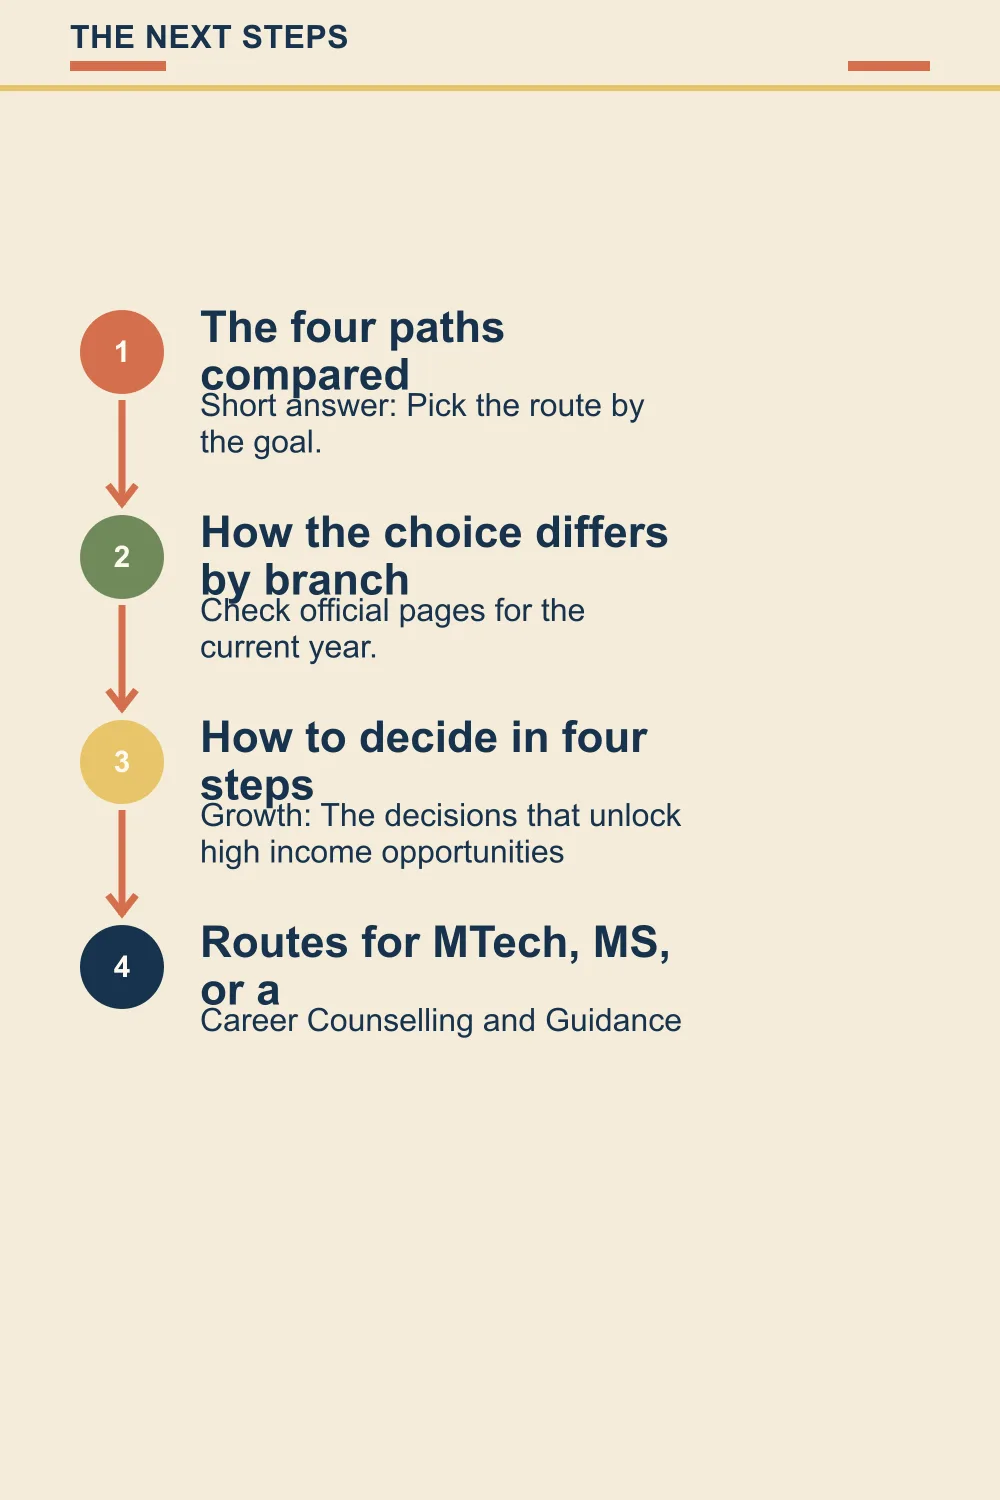 THE NEXT STEPS
1
The four paths
compared
Short answer: Pick the route by
the goal.
2
How the choice differs
by branch
Check official pages for the
current year.
3
How to decide in four
steps
Growth: The decisions that unlock
high income opportunities
4
Routes for MTech, MS,
or a
Career Counselling and Guidance